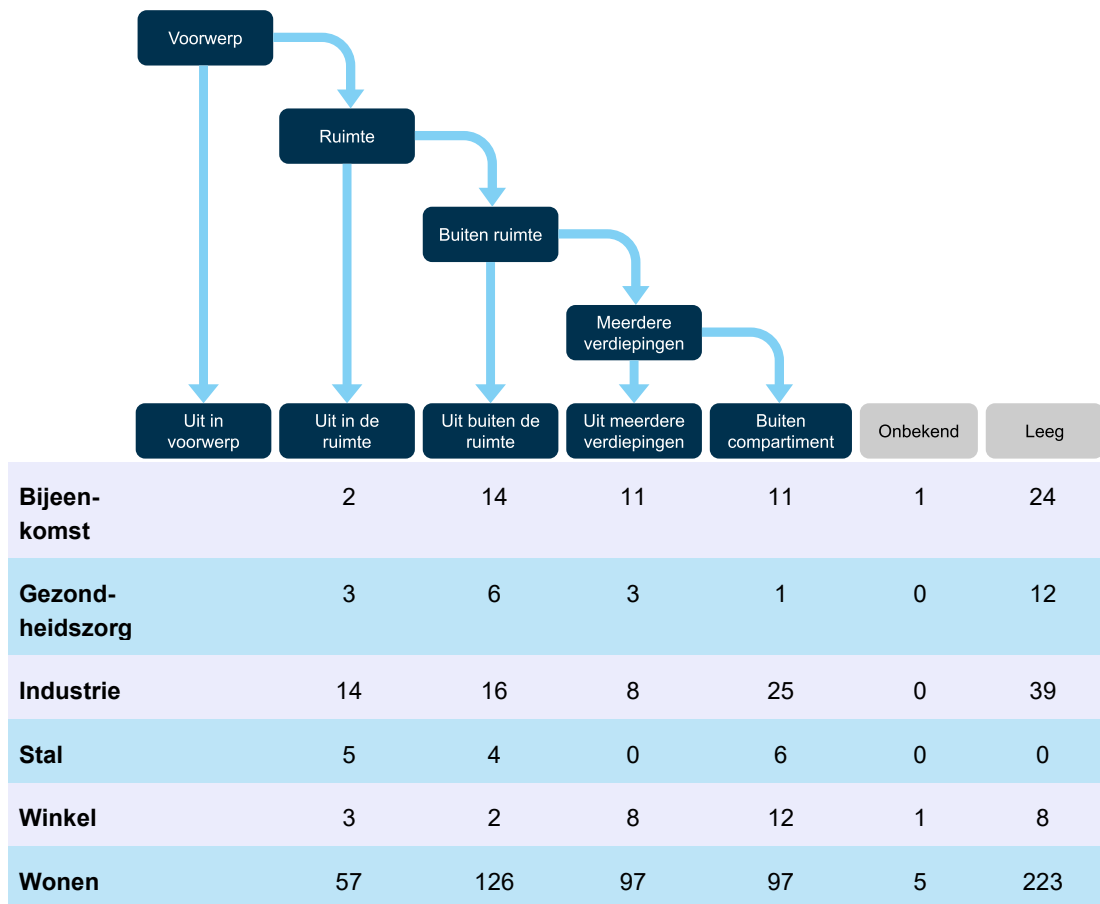 Voorwerp
Ruimte
Buiten ruimte
Meerdere
verdiepingen
Uit in
voorwerp
Uit in de
ruimte
Uit buiten de
ruimte
Uit meerdere
verdiepingen
Buiten
compartiment
Onbekend
Leeg
Bijeen-
komst
2 14 11 11 1 24
Gezond-
heidszorg
3 6 3 1 0 12
Industrie 14 16 8 25 0 39
Stal 5 4 0 6 0 0
Winkel 3 2 8 12 1 8
Wonen 57 126 97 97 5 223